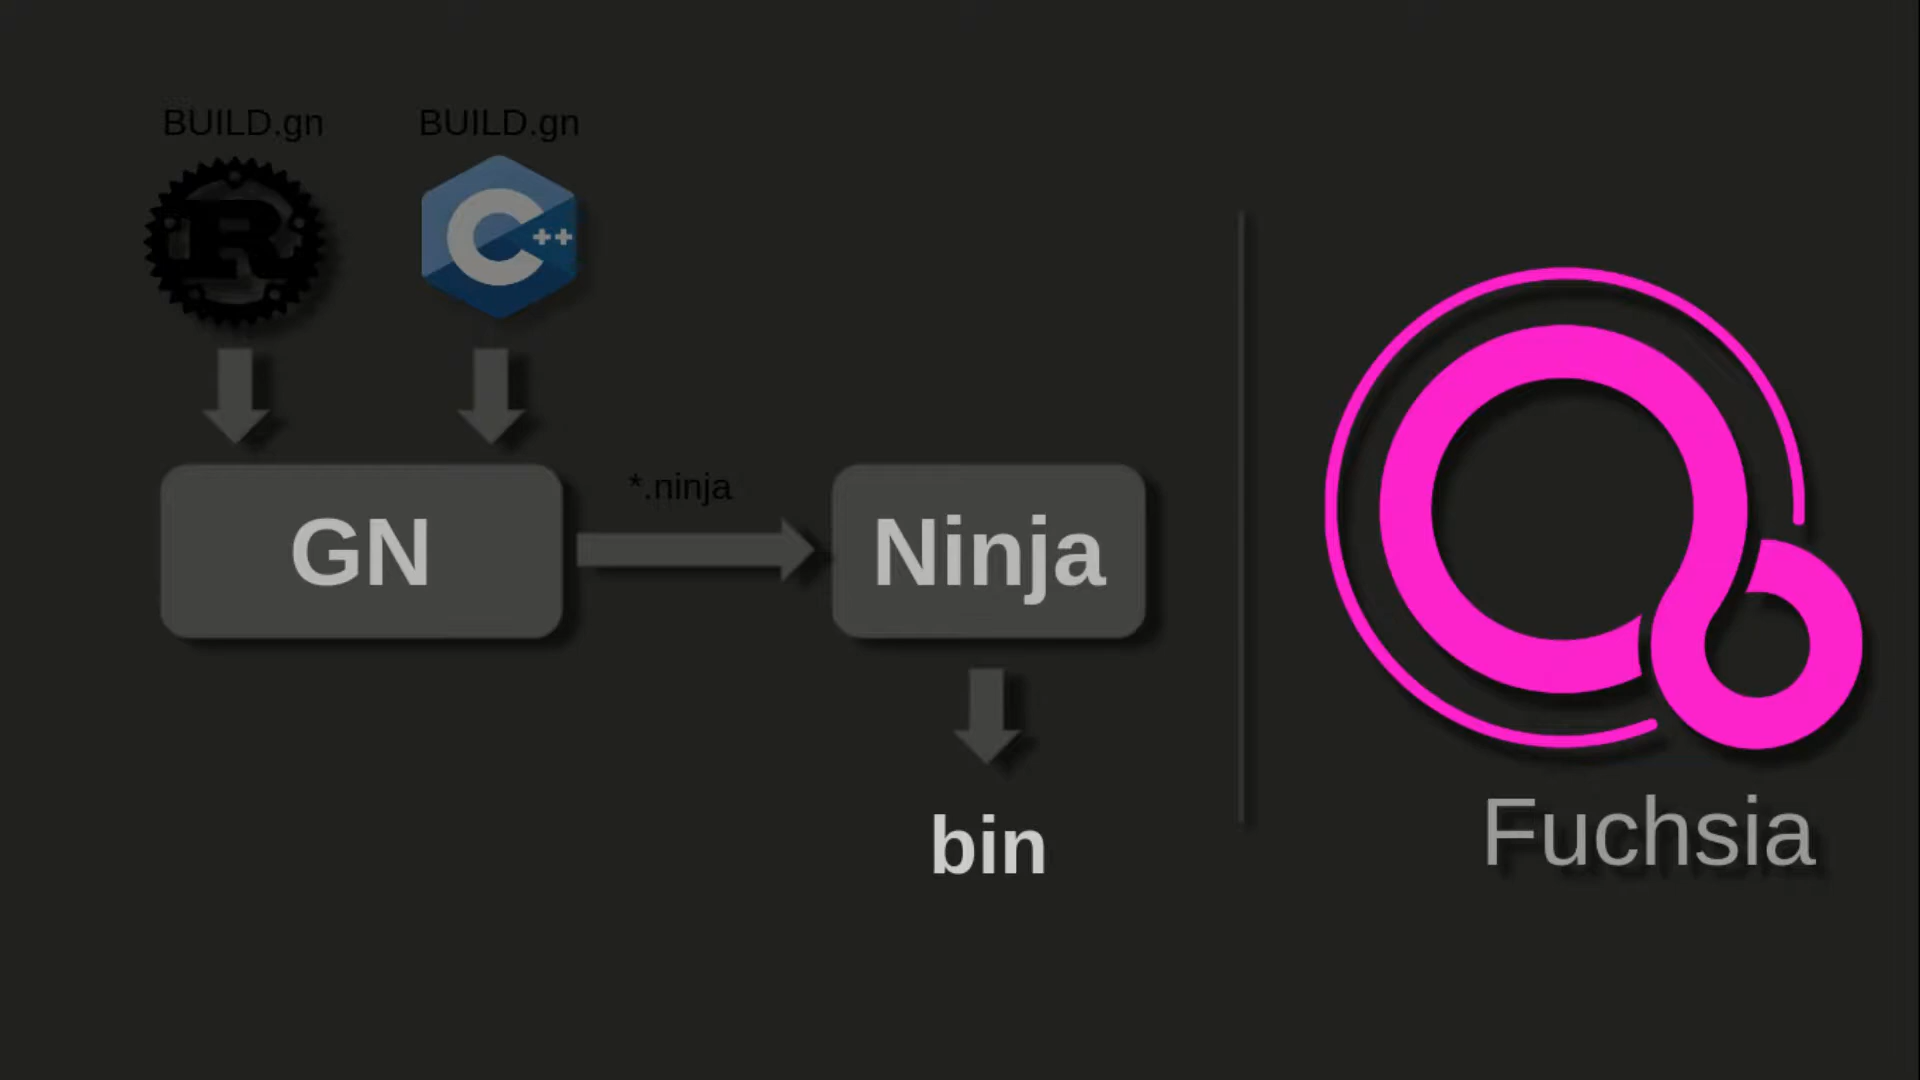 BUILD.gn
BUILD.gn
R
C++
GN
*.ninja
Ninja
bin
Fuchsia